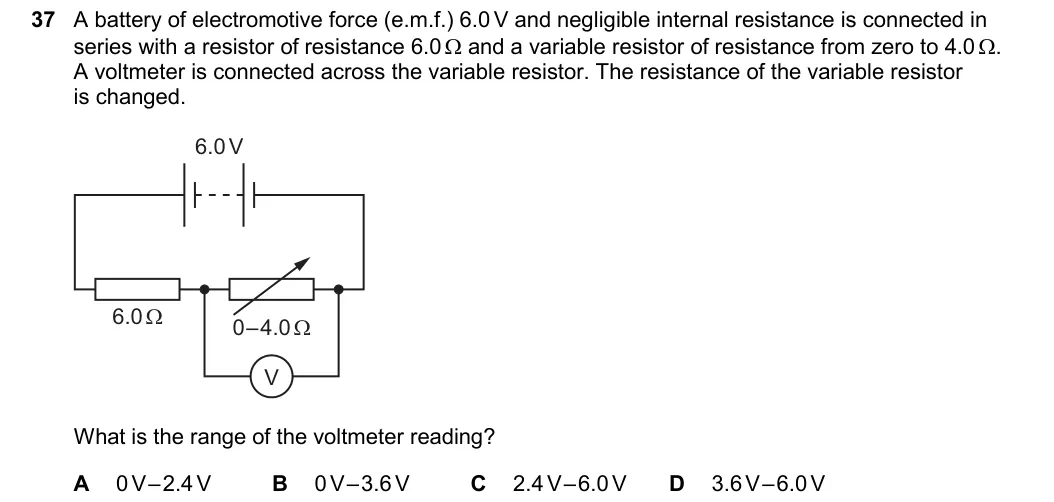 37 A battery of electromotive force (e.m.f.) 6.0 V and negligible internal resistance is connected in
series with a resistor of resistance 6.0 Ω and a variable resistor of resistance from zero to 4.0 Ω.
A voltmeter is connected across the variable resistor. The resistance of the variable resistor
is changed.
6.0 V
6.0 Ω
0–4.0 Ω
V
What is the range of the voltmeter reading?
A 0 V–2.4 V B 0 V–3.6 V C 2.4 V–6.0 V D 3.6 V–6.0 V